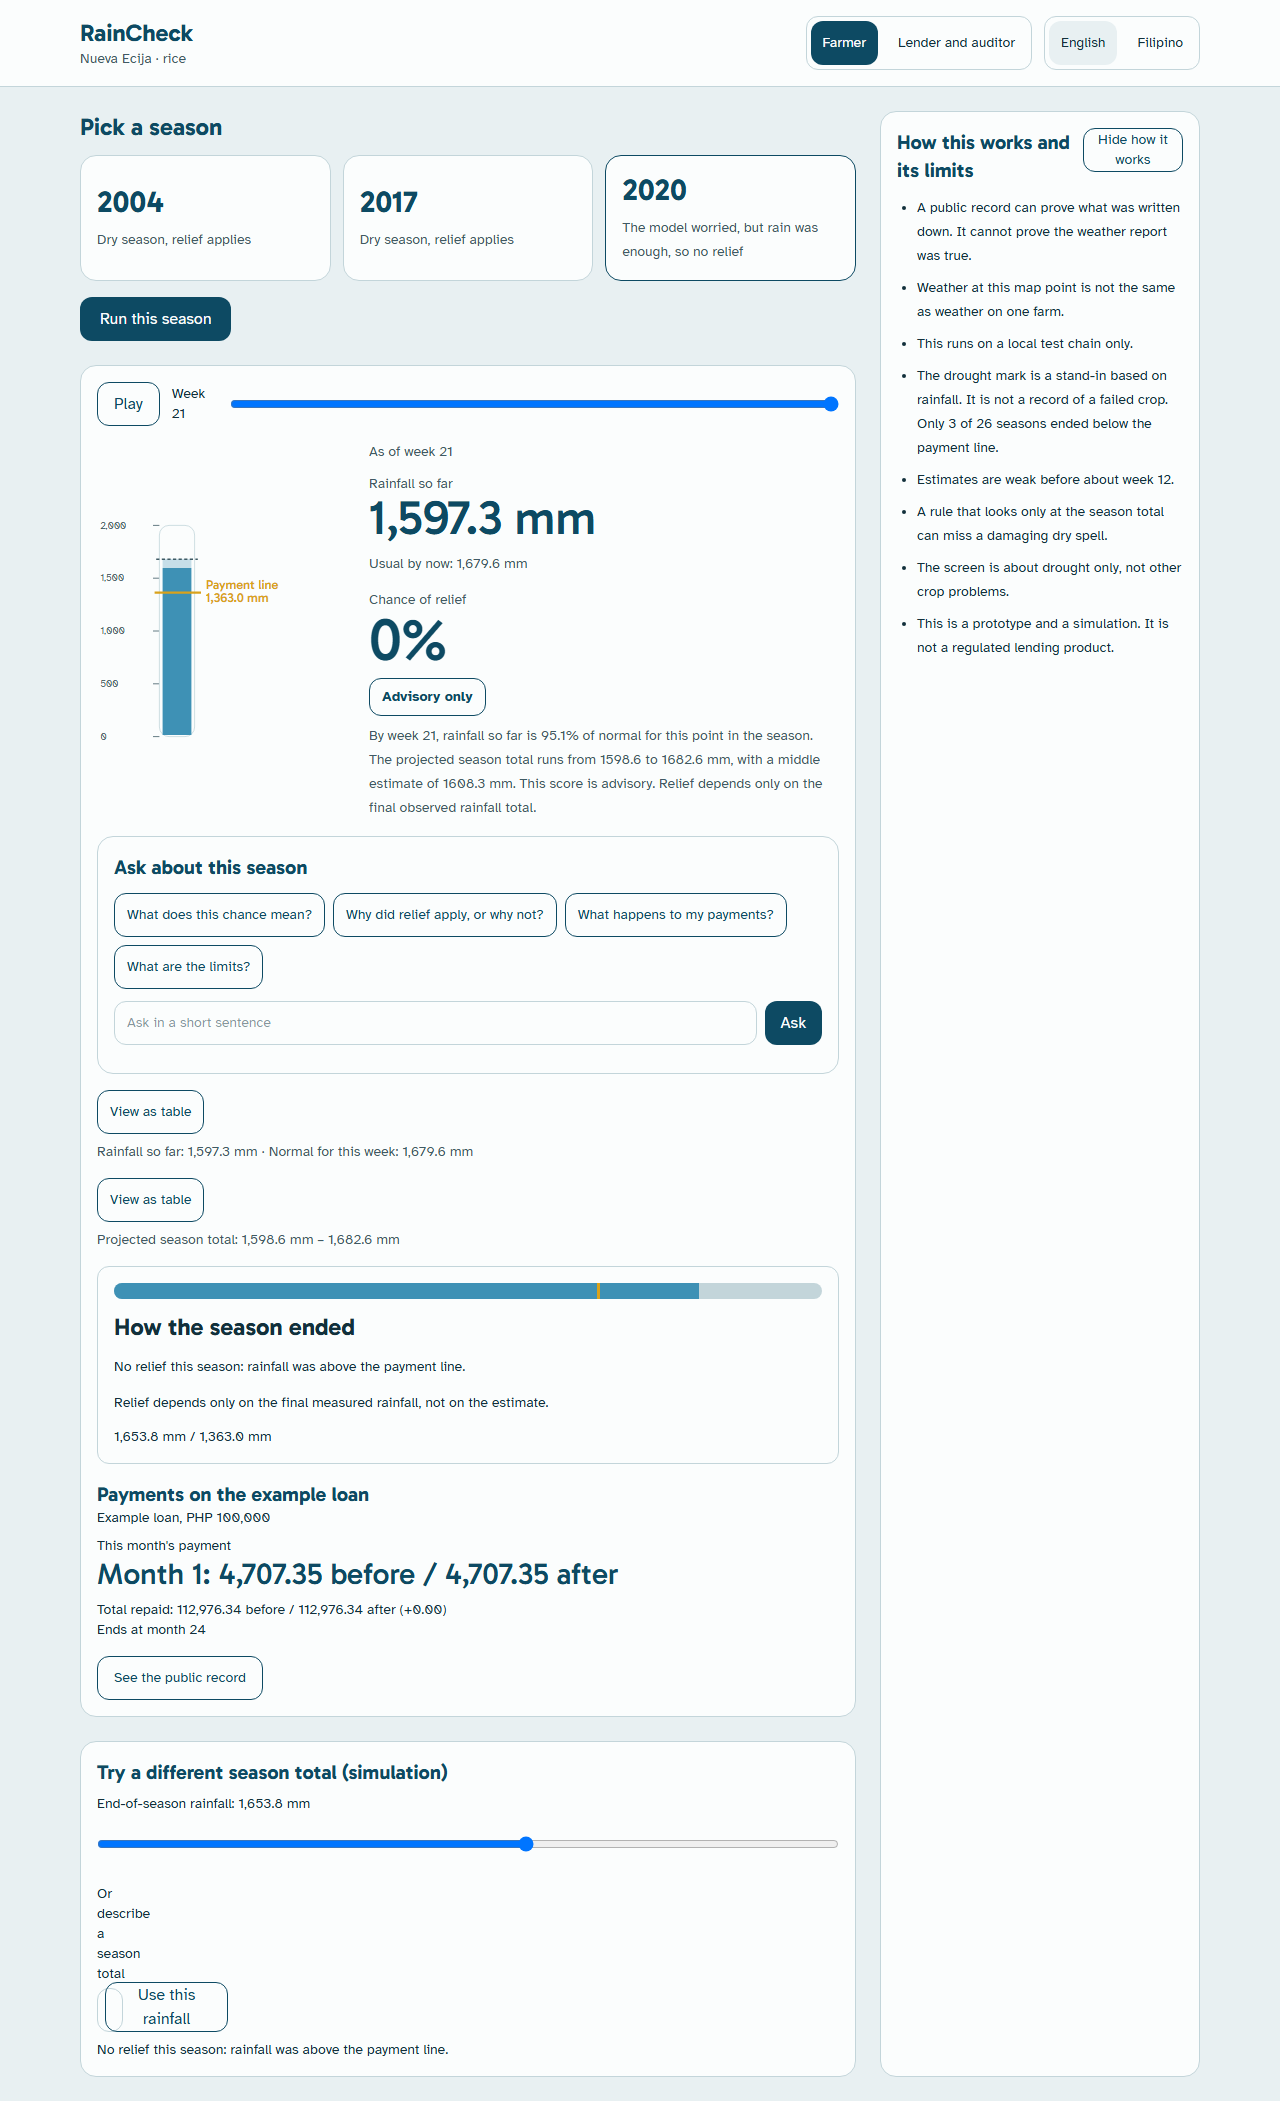 RainCheck
Nueva Ecija · rice
Farmer
Lender and auditor
English
Filipino
Pick a season
2004
Dry season, relief applies
2017
Dry season, relief applies
2020
The model worried, but rain was
enough, so no relief
Run this season
Play
Week
21
As of week 21
Rainfall so far
1,597.3 mm
Usual by now: 1,679.6 mm
Chance of relief
0%
Advisory only
By week 21, rainfall so far is 95.1% of normal for this point in the season.
The projected season total runs from 1598.6 to 1682.6 mm, with a middle
estimate of 1608.3 mm. This score is advisory. Relief depends only on the
final observed rainfall total.
2,000
1,500
1,000
500
0
Payment line
1,363.0 mm
Ask about this season
What does this chance mean?
Why did relief apply, or why not?
What happens to my payments?
What are the limits?
Ask in a short sentence
Ask
View as table
Rainfall so far: 1,597.3 mm · Normal for this week: 1,679.6 mm
View as table
Projected season total: 1,598.6 mm – 1,682.6 mm
How the season ended
No relief this season: rainfall was above the payment line.
Relief depends only on the final measured rainfall, not on the estimate.
1,653.8 mm / 1,363.0 mm
Payments on the example loan
Example loan, PHP 100,000
This month's payment
Month 1: 4,707.35 before / 4,707.35 after
Total repaid: 112,976.34 before / 112,976.34 after (+0.00)
Ends at month 24
See the public record
Try a different season total (simulation)
End-of-season rainfall: 1,653.8 mm
Or
describe
a
season
total
Use this
rainfall
No relief this season: rainfall was above the payment line.
How this works and
its limits
Hide how it
works
▪ A public record can prove what was written
down. It cannot prove the weather report
was true.
▪ Weather at this map point is not the same
as weather on one farm.
▪ This runs on a local test chain only.
▪ The drought mark is a stand-in based on
rainfall. It is not a record of a failed crop.
Only 3 of 26 seasons ended below the
payment line.
▪ Estimates are weak before about week 12.
▪ A rule that looks only at the season total
can miss a damaging dry spell.
▪ The screen is about drought only, not other
crop problems.
▪ This is a prototype and a simulation. It is
not a regulated lending product.